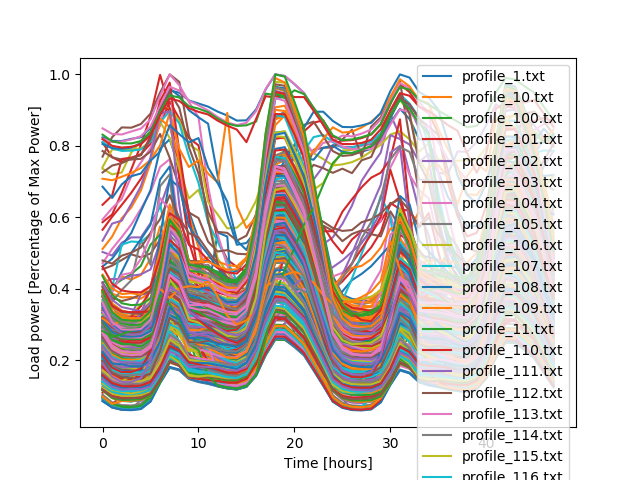 1.0
0.8
0.6
0.4
0.2
Load power [Percentage of Max Power]
0
10
20
30
40
Time [hours]
profile_1.txt
profile_10.txt
profile_100.txt
profile_101.txt
profile_102.txt
profile_103.txt
profile_104.txt
profile_105.txt
profile_106.txt
profile_107.txt
profile_108.txt
profile_109.txt
profile_11.txt
profile_110.txt
profile_111.txt
profile_112.txt
profile_113.txt
profile_114.txt
profile_115.txt
profile_116.txt